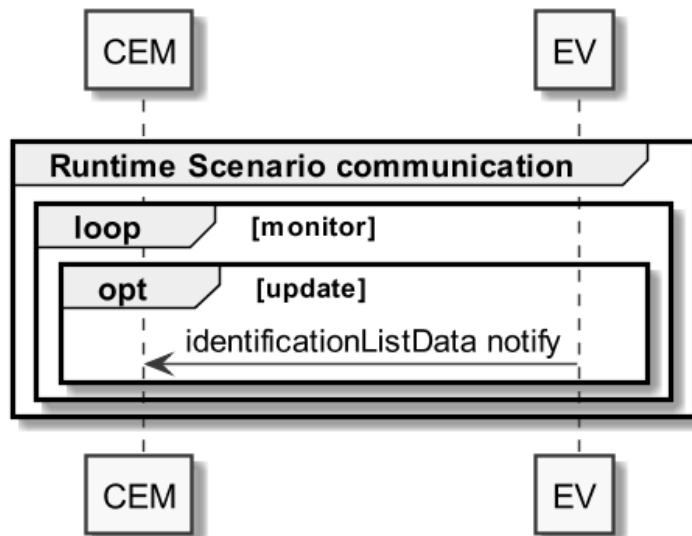 CEM EV
Runtime Scenario communication
loop [monitor]
opt [update]
identificationListData notify
CEM EV